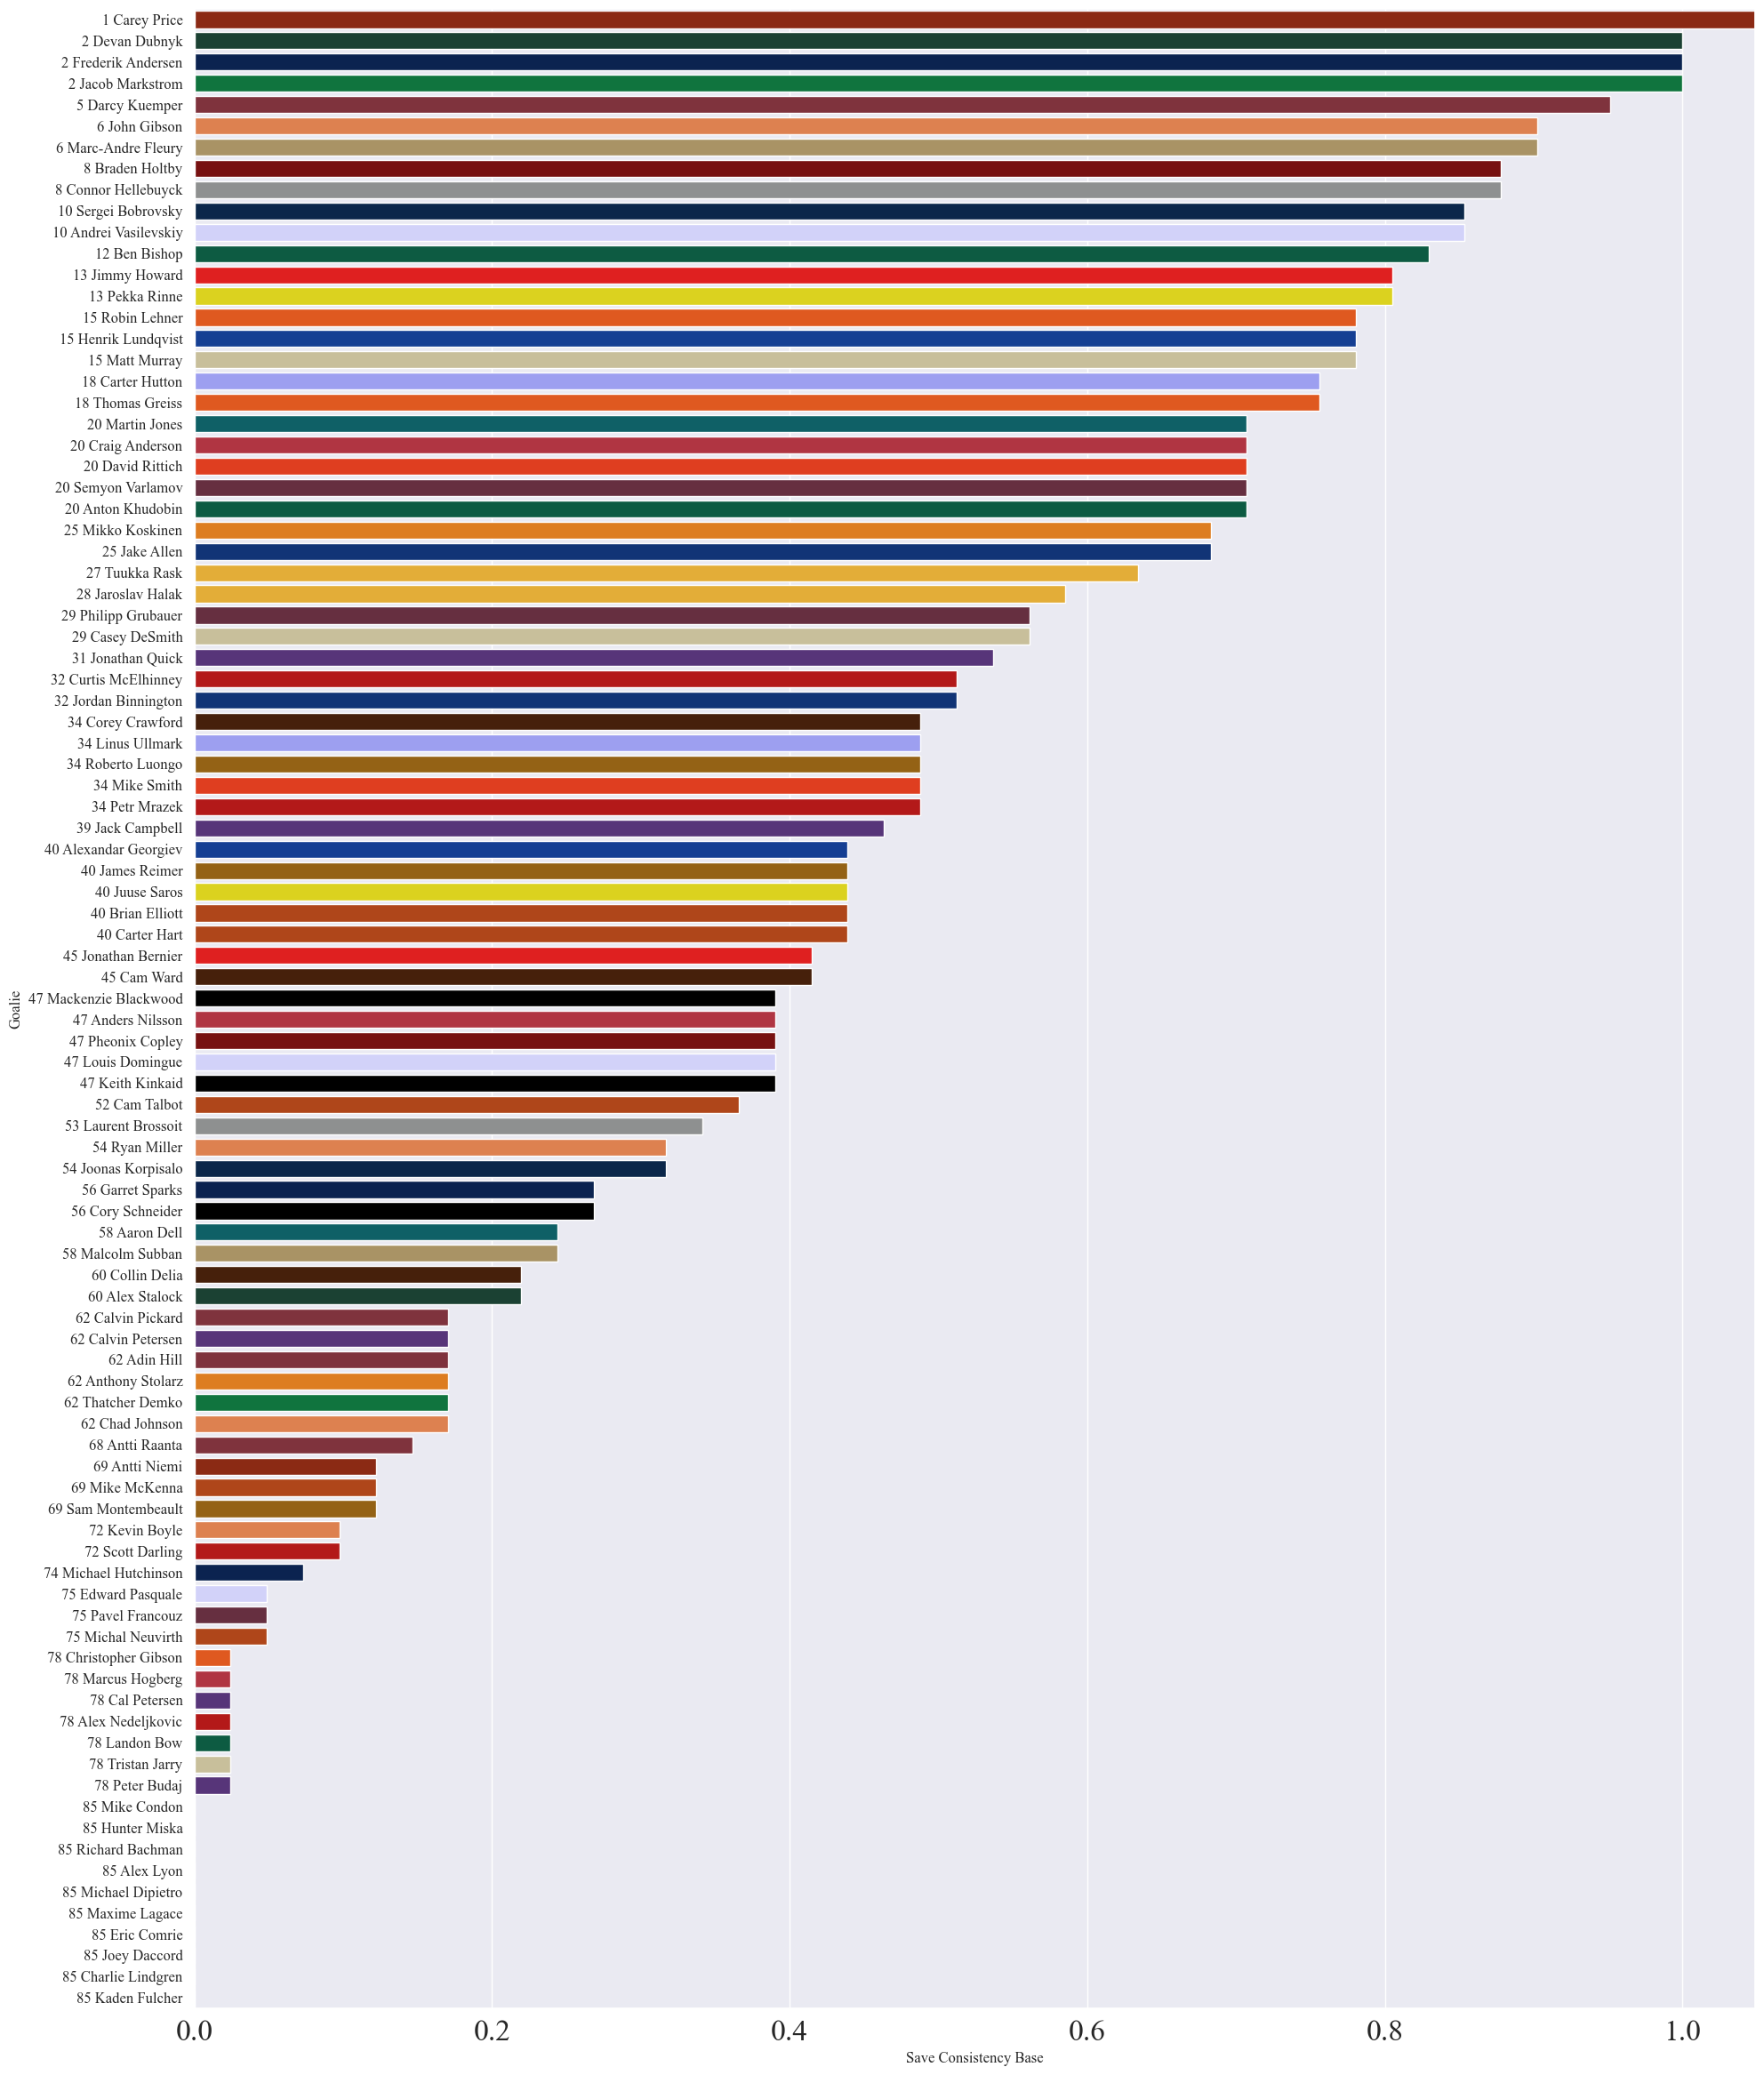 1 Carey Price
2 Devan Dubnyk
2 Frederik Andersen
2 Jacob Markstrom
5 Darcy Kuemper
6 John Gibson
6 Marc-Andre Fleury
8 Braden Holtby
8 Connor Hellebuyck
10 Sergei Bobrovsky
10 Andrei Vasilevskiy
12 Ben Bishop
13 Jimmy Howard
13 Pekka Rinne
15 Robin Lehner
15 Henrik Lundqvist
15 Matt Murray
18 Carter Hutton
18 Thomas Greiss
20 Martin Jones
20 Craig Anderson
20 David Rittich
20 Semyon Varlamov
20 Anton Khudobin
25 Mikko Koskinen
25 Jake Allen
27 Tuukka Rask
28 Jaroslav Halak
29 Philipp Grubauer
29 Casey DeSmith
31 Jonathan Quick
32 Curtis McElhinney
32 Jordan Binnington
34 Corey Crawford
34 Linus Ullmark
34 Roberto Luongo
34 Mike Smith
34 Petr Mrazek
39 Jack Campbell
40 Alexandar Georgiev
40 James Reimer
40 Juuse Saros
40 Brian Elliott
40 Carter Hart
45 Jonathan Bernier
45 Cam Ward
47 Mackenzie Blackwood
47 Anders Nilsson
47 Pheonix Copley
47 Louis Domingue
47 Keith Kinkaid
52 Cam Talbot
53 Laurent Brossoit
54 Ryan Miller
54 Joonas Korpisalo
56 Garret Sparks
56 Cory Schneider
58 Aaron Dell
58 Malcolm Subban
60 Collin Delia
60 Alex Stalock
62 Calvin Pickard
62 Calvin Petersen
62 Adin Hill
62 Anthony Stolarz
62 Thatcher Demko
62 Chad Johnson
68 Antti Raanta
69 Antti Niemi
69 Mike McKenna
69 Sam Montembeault
72 Kevin Boyle
72 Scott Darling
74 Michael Hutchinson
75 Edward Pasquale
75 Pavel Francouz
75 Michal Neuvirth
78 Christopher Gibson
78 Marcus Hogberg
78 Cal Petersen
78 Alex Nedeljkovic
78 Landon Bow
78 Tristan Jarry
78 Peter Budaj
85 Mike Condon
85 Hunter Miska
85 Richard Bachman
85 Alex Lyon
85 Michael Dipietro
85 Maxime Lagace
85 Eric Comrie
85 Joey Daccord
85 Charlie Lindgren
85 Kaden Fulcher
Goalie
0.0 0.2 0.4 0.6 0.8 1.0
Save Consistency Base